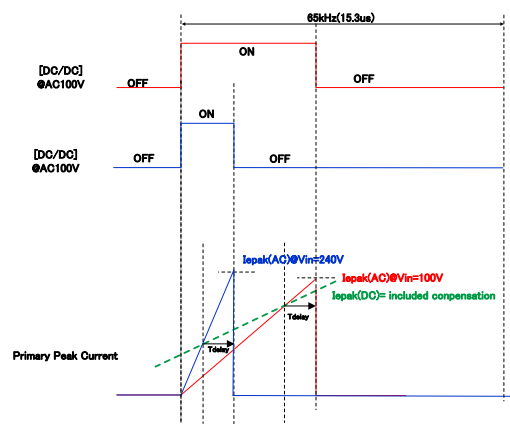 65kHz(15.3us)
ON
[DC/DC]
@AC100V
OFF
OFF
ON
[DC/DC]
@AC100V
OFF
OFF
Iepak(AC)@Vin=240V
Iepak(AC)@Vin=100V
Iepak(DC)= included conpensation
Tdelay
Tdelay
Primary Peak Current